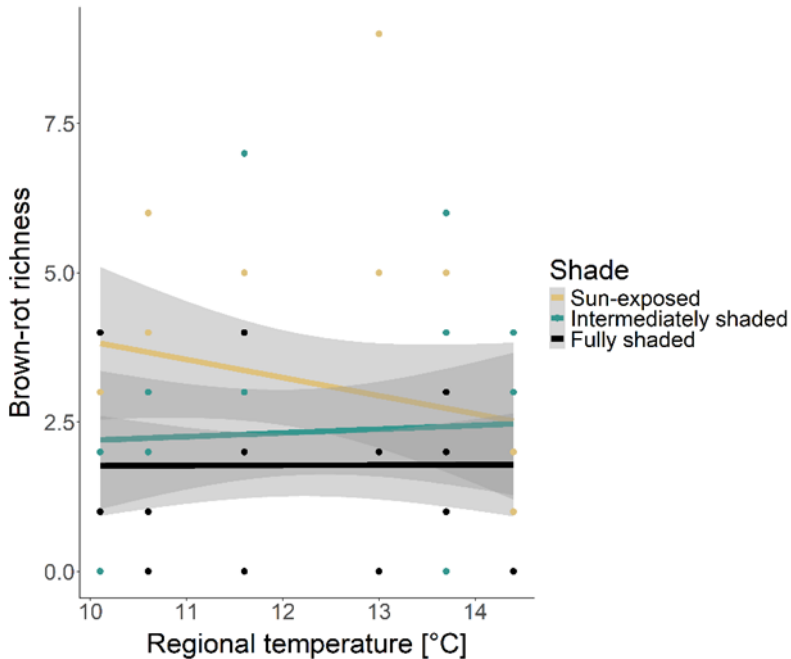 7.5
5.0
2.5
0.0
Brown-rot richness
10 11 12 13 14
Regional temperature [°C]
Shade
Sun-exposed
Intermediately shaded
Fully shaded